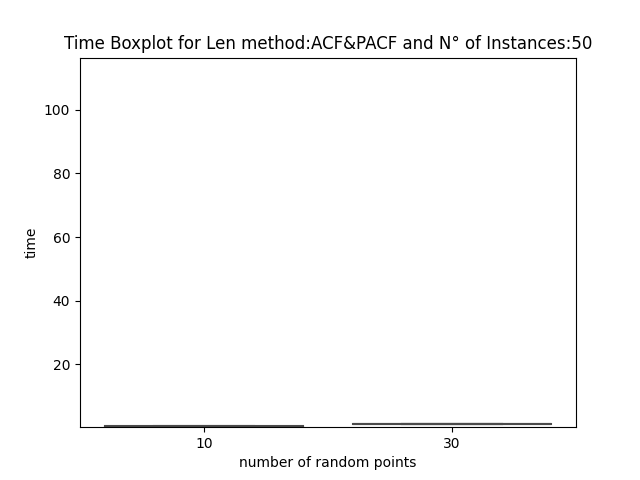 Time Boxplot for Len method:ACF&PACF and N° of Instances:50
100
80
60
40
20
time
10 30
number of random points